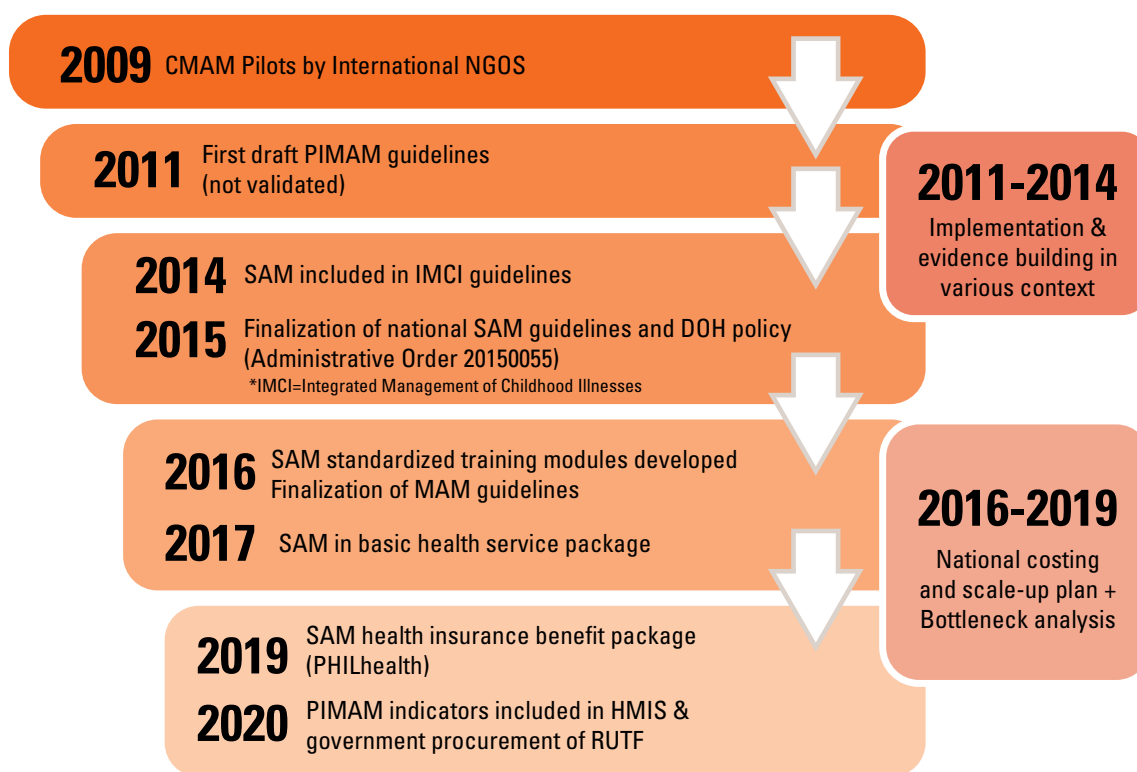 2009 CMAM Pilots by International NGOS
2011 First draft PIMAM guidelines
(not validated)
2011-2014
Implementation &
evidence building in
various context
2014 SAM included in IMCI guidelines
2015 Finalization of national SAM guidelines and DOH policy
(Administrative Order 20150055)
*IMCI=Integrated Management of Childhood Illnesses
2016 SAM standardized training modules developed
Finalization of MAM guidelines
2017 SAM in basic health service package
2016-2019
National costing
and scale-up plan +
Bottleneck analysis
2019 SAM health insurance benefit package
(PHILhealth)
2020 PIMAM indicators included in HMIS &
government procurement of RUTF